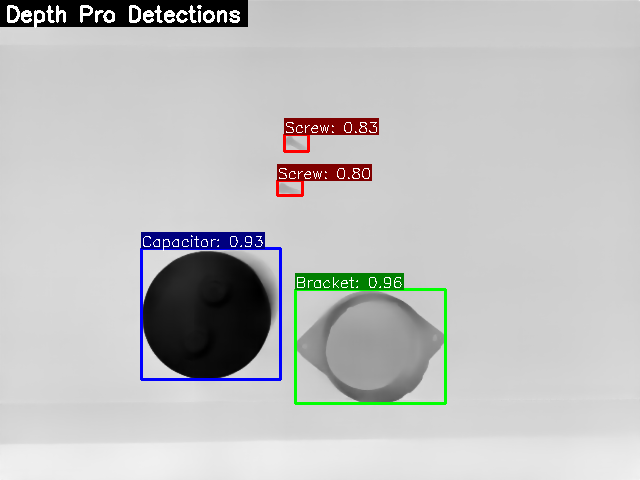 Depth Pro Detections
Screw: 0.83
Screw: 0.80
Capacitor: 0.93
Bracket: 0.96